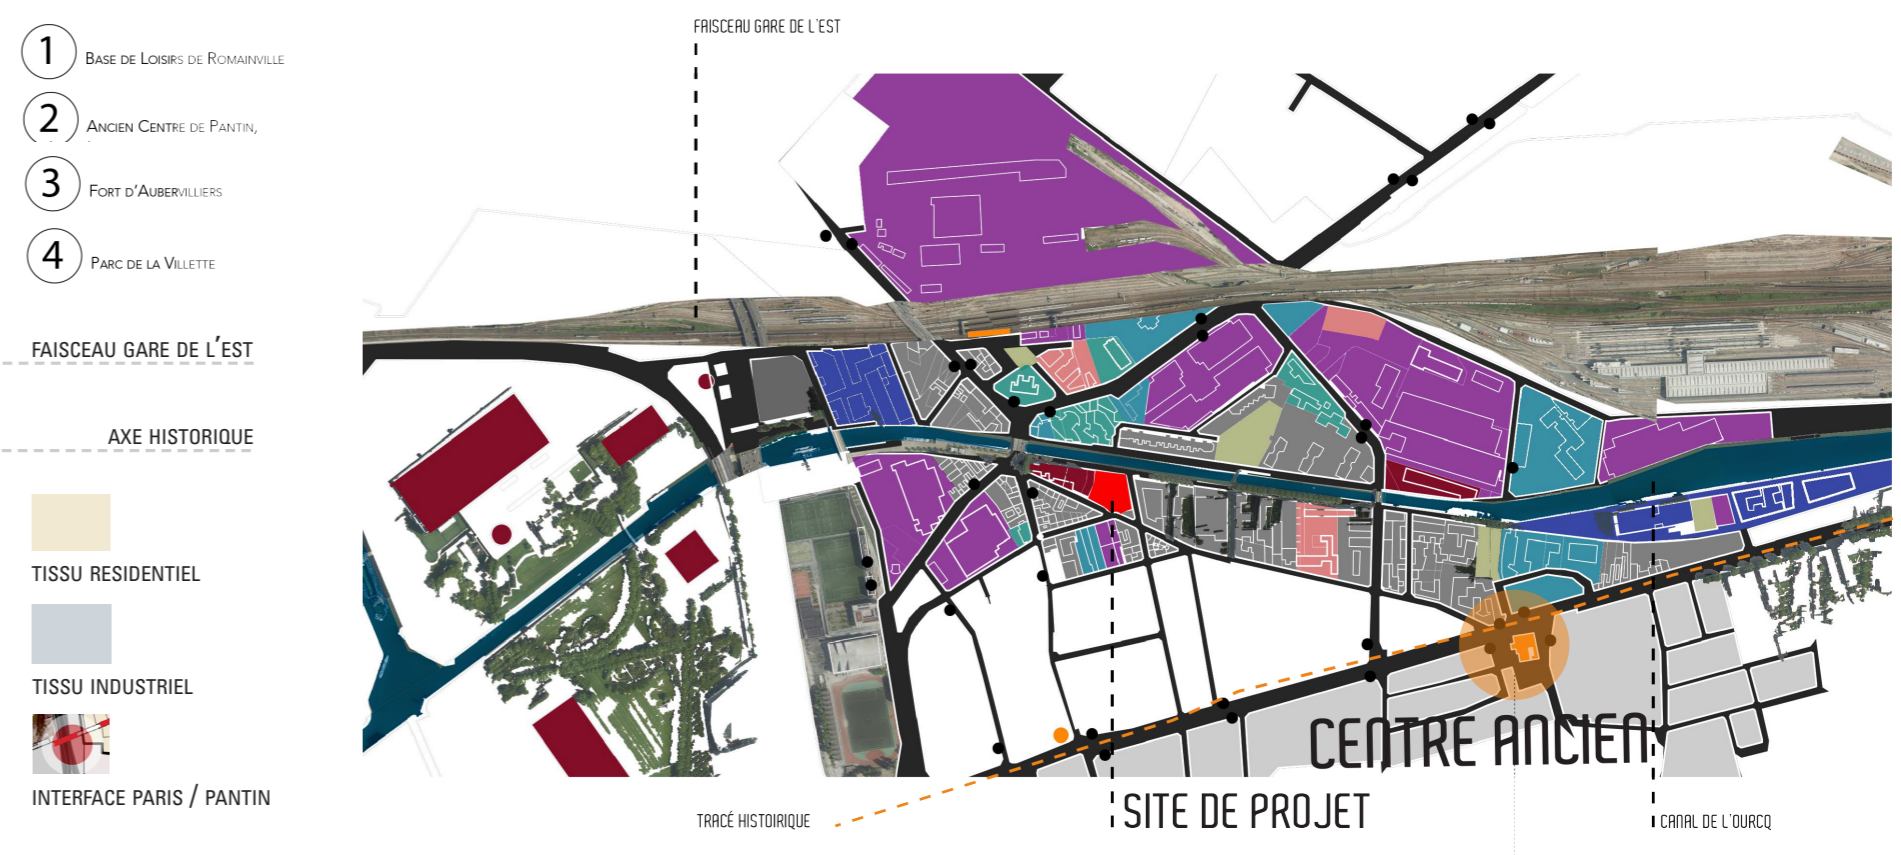 FAISCEAU GARE DE L'EST
1 BASE DE LOISIRS DE ROMAINVILLE
2 ANCIEN CENTRE DE PANTIN,
3 FORT D'AUBERVILLIERS
4 PARC DE LA VILLETTE
FAISCEAU GARE DE L'EST
AXE HISTORIQUE
TISSU RESIDENTIEL
TISSU INDUSTRIEL
INTERFACE PARIS / PANTIN
CENTRE ANCIEN
TRACÉ HISTOIRIQUE
SITE DE PROJET
CANAL DE L'OURCQ